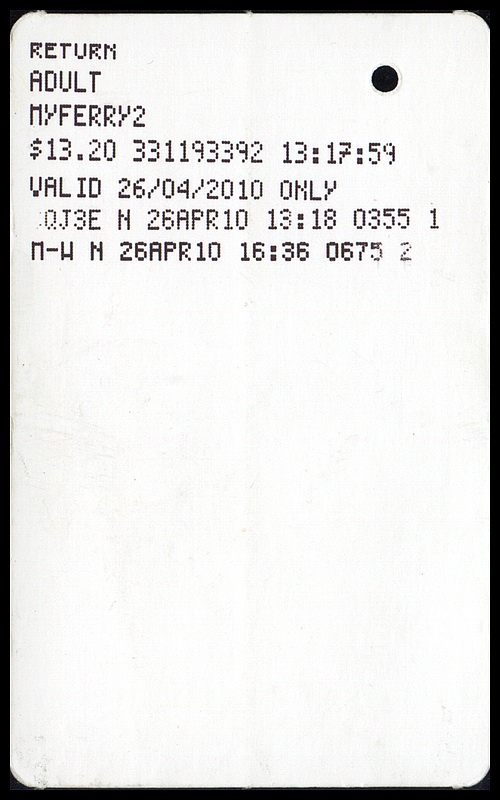 RETURN
ADULT
MYFERRY2
$13.20 331193392 13:17:59
VALID 26/04/2010 ONLY
QJ3E N 26APR10 13:18 0355 1
M-W N 26APR10 16:36 0675 2